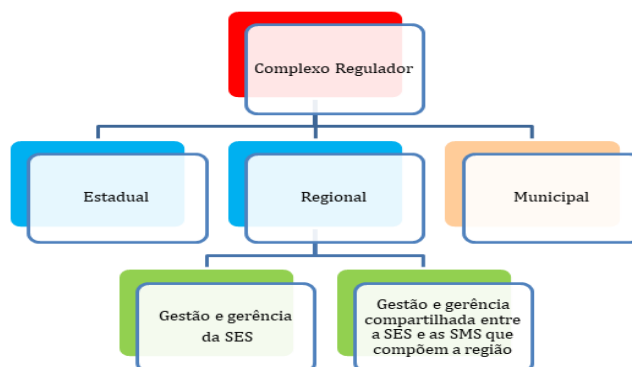 Complexo Regulador
Estadual
Regional
Municipal
Gestão e gerência
da SES
Gestão e gerência
compartilhada entre
a SES e as SMS que
compõem a região